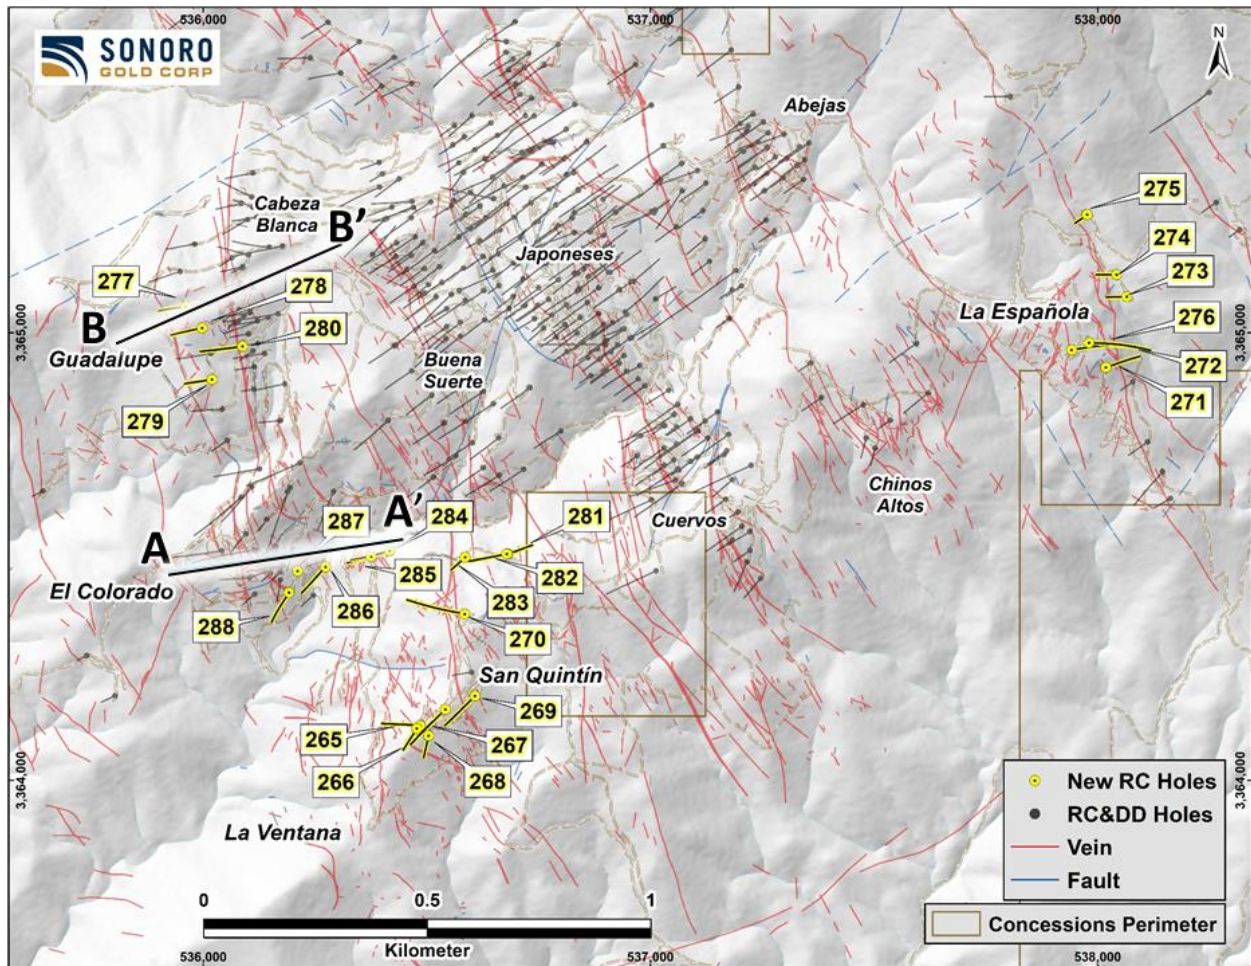 536,000
537,000
538,000
SONORO
GOLD CORP
N
Abejas
275
Cabeza
Blanca
B'
274
Japoneses
273
277
278
La Española
276
B
280
3,365,000
3,365,000
Guadalupe
Buena
Suerte
272
279
271
Chinos
Altos
A'
284
281
287
Cuervos
A
El Colorado
285
282
286
283
288
270
San Quintín
269
265
267
266
268
3,364,000
3,364,000
New RC Holes
RC&DD Holes
La Ventana
Vein
Fault
0
0.5
1
Concessions Perimeter
Kilometer
536,000
537,000
538,000